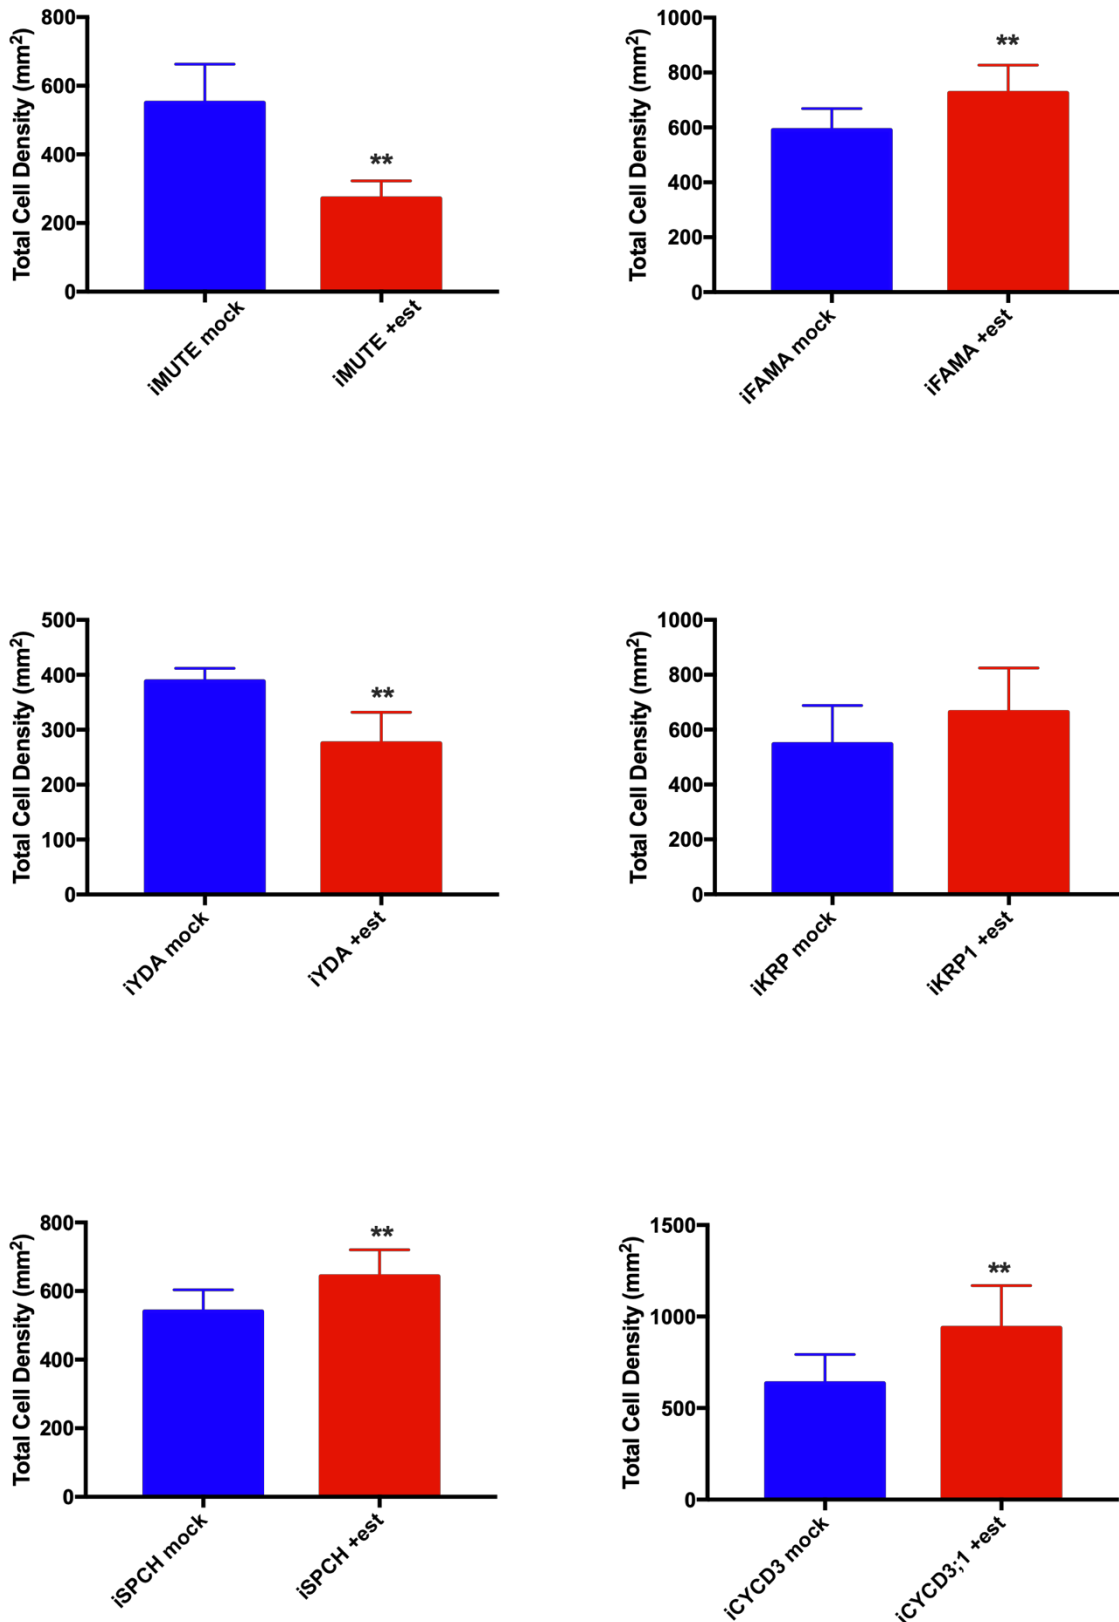 Total Cell Density (mm²)
800
600
400
200
0
**
iMUTE mock
iMUTE +est
Total Cell Density (mm²)
1000
800
600
400
200
0
**
iFAMA mock
iFAMA +est
Total Cell Density (mm²)
500
400
300
200
100
0
**
iYDA mock
iYDA +est
Total Cell Density (mm²)
1000
800
600
400
200
0
iKRP mock
iKRP1 +est
Total Cell Density (mm²)
800
600
400
200
0
**
iSPCH mock
iSPCH +est
Total Cell Density (mm²)
1500
1000
500
0
**
iCYCD3 mock
iCYCD3;1 +est